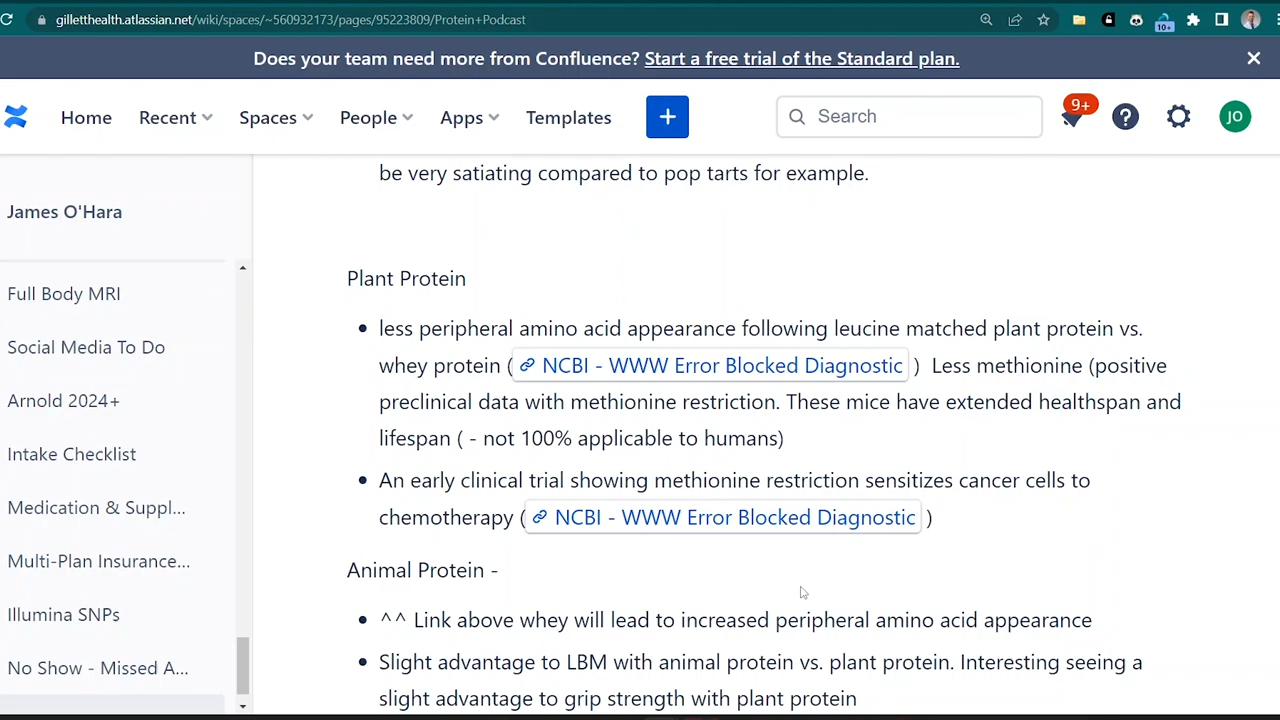 gilletthealth.atlassian.net/wiki/spaces/~560932173/pages/95223809/Protein+Podcast
10+
Does your team need more from Confluence? Start a free trial of the Standard plan.
Home Recent Spaces People Apps Templates + Search 9+ ? JO
James O'Hara
Full Body MRI
Social Media To Do
Arnold 2024+
Intake Checklist
Medication & Suppl...
Multi-Plan Insurance...
Illumina SNPs
No Show - Missed A...
be very satiating compared to pop tarts for example.
Plant Protein
• less peripheral amino acid appearance following leucine matched plant protein vs.
whey protein ( NCBI - WWW Error Blocked Diagnostic ) Less methionine (positive
preclinical data with methionine restriction. These mice have extended healthspan and
lifespan ( - not 100% applicable to humans)
• An early clinical trial showing methionine restriction sensitizes cancer cells to
chemotherapy ( NCBI - WWW Error Blocked Diagnostic )
Animal Protein -
• ^^ Link above whey will lead to increased peripheral amino acid appearance
• Slight advantage to LBM with animal protein vs. plant protein. Interesting seeing a
slight advantage to grip strength with plant protein